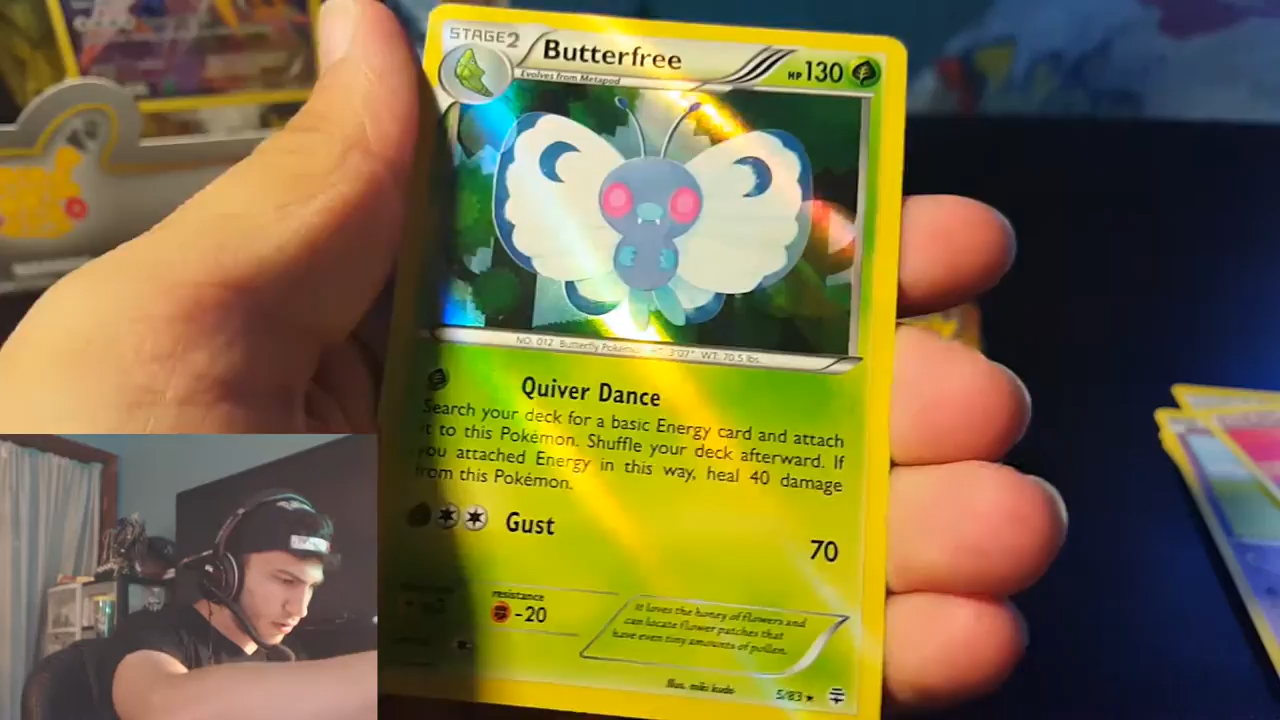 STAGE2 Butterfree HP130
Evolves from Metapod
NO. 012 Butterfly Pokémon HT: 3'07" WT: 70.5 lbs.
Quiver Dance
Search your deck for a basic Energy card and attach
it to this Pokémon. Shuffle your deck afterward. If
you attached Energy in this way, heal 40 damage
from this Pokémon.
Gust 70
resistance
-20
It loves the honey of flowers and
can locate flower patches that
have even tiny amounts of pollen.
Illus. miki kudo 5/83